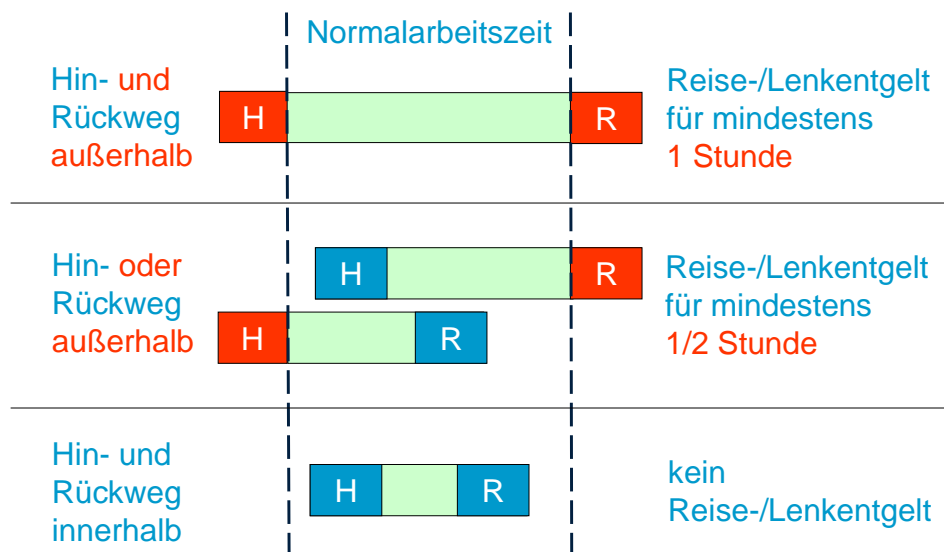 Normalarbeitszeit
Hin- und
Rückweg
außerhalb
H
R
Reise-/Lenkentgelt
für mindestens
1 Stunde
Hin- oder
Rückweg
außerhalb
H
R
H
R
Reise-/Lenkentgelt
für mindestens
1/2 Stunde
Hin- und
Rückweg
innerhalb
H
R
kein
Reise-/Lenkentgelt